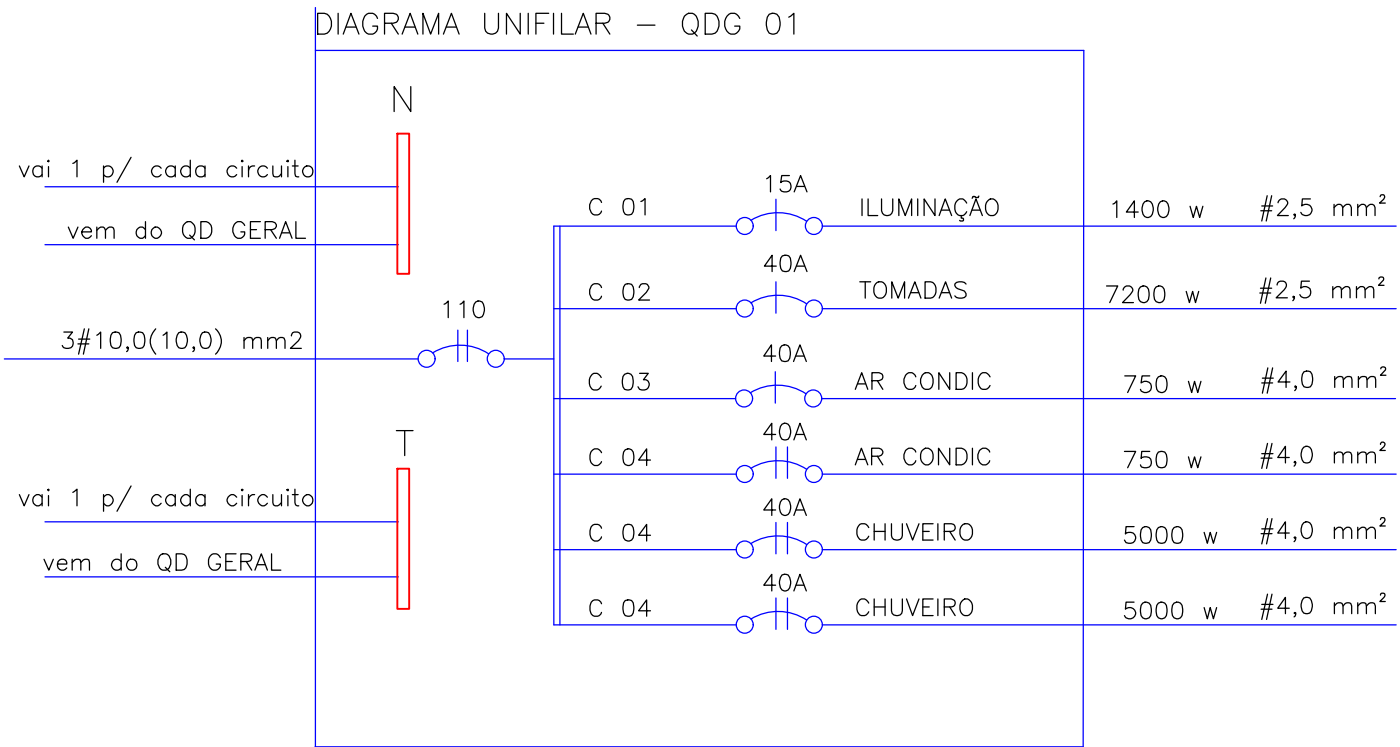 DIAGRAMA UNIFILAR – QDG 01
N
vai 1 p/ cada circuito
vem do QD GERAL
110
3#10,0(10,0) mm2
T
vai 1 p/ cada circuito
vem do QD GERAL
C 01 15A ILUMINAÇÃO 1400 w #2,5 mm²
C 02 40A TOMADAS 7200 w #2,5 mm²
C 03 40A AR CONDIC 750 w #4,0 mm²
C 04 40A AR CONDIC 750 w #4,0 mm²
C 04 40A CHUVEIRO 5000 w #4,0 mm²
C 04 40A CHUVEIRO 5000 w #4,0 mm²